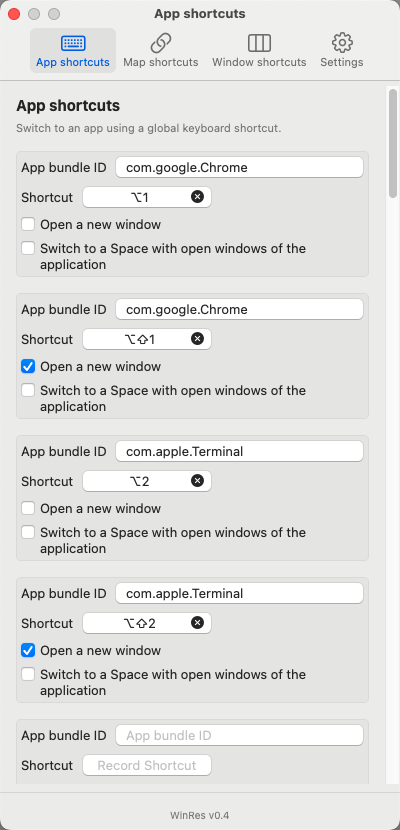 App shortcuts
App shortcuts
Map shortcuts
Window shortcuts
Settings
App shortcuts
Switch to an app using a global keyboard shortcut.
App bundle ID com.google.Chrome
Shortcut ⌥1
Open a new window
Switch to a Space with open windows of the
application
App bundle ID com.google.Chrome
Shortcut ⌥⇧1
Open a new window
Switch to a Space with open windows of the
application
App bundle ID com.apple.Terminal
Shortcut ⌥2
Open a new window
Switch to a Space with open windows of the
application
App bundle ID com.apple.Terminal
Shortcut ⌥⇧2
Open a new window
Switch to a Space with open windows of the
application
App bundle ID App bundle ID
Shortcut Record Shortcut
WinRes v0.4